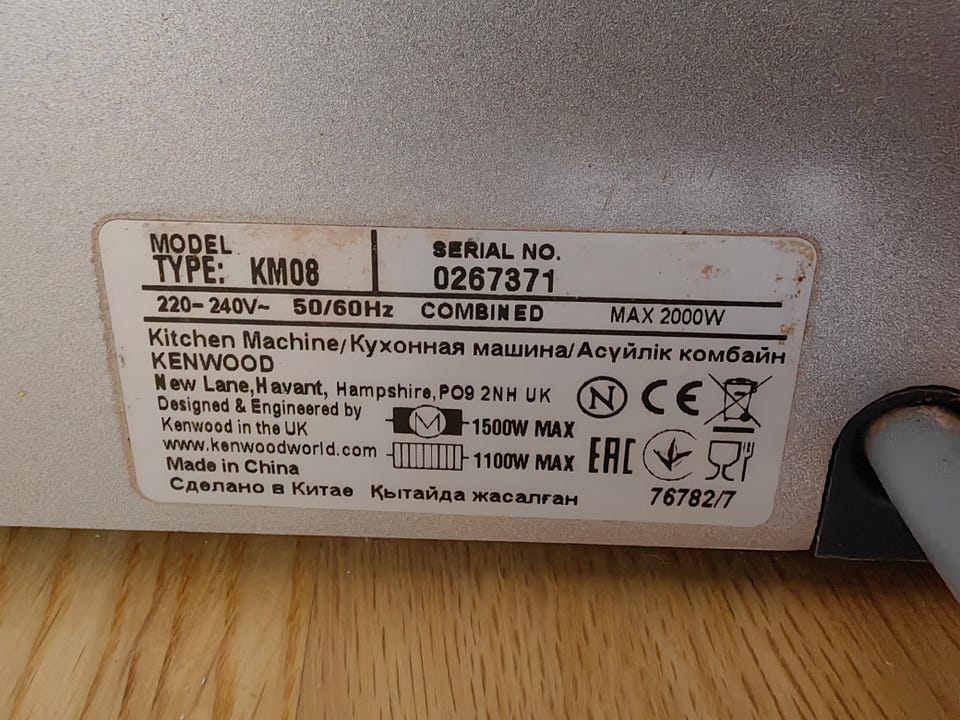 MODEL
TYPE: KM08
SERIAL NO.
0267371
220-240V~ 50/60Hz COMBINED MAX 2000W
Kitchen Machine/Кухонная машина/Асүйлік комбайн
KENWOOD
New Lane,Havant, Hampshire,PO9 2NH UK
Designed & Engineered by
Kenwood in the UK
www.kenwoodworld.com
Made in China
Сделано в Китае Қытайда жасалған
M 1500W MAX
1100W MAX
N CE
EAC
76782/7